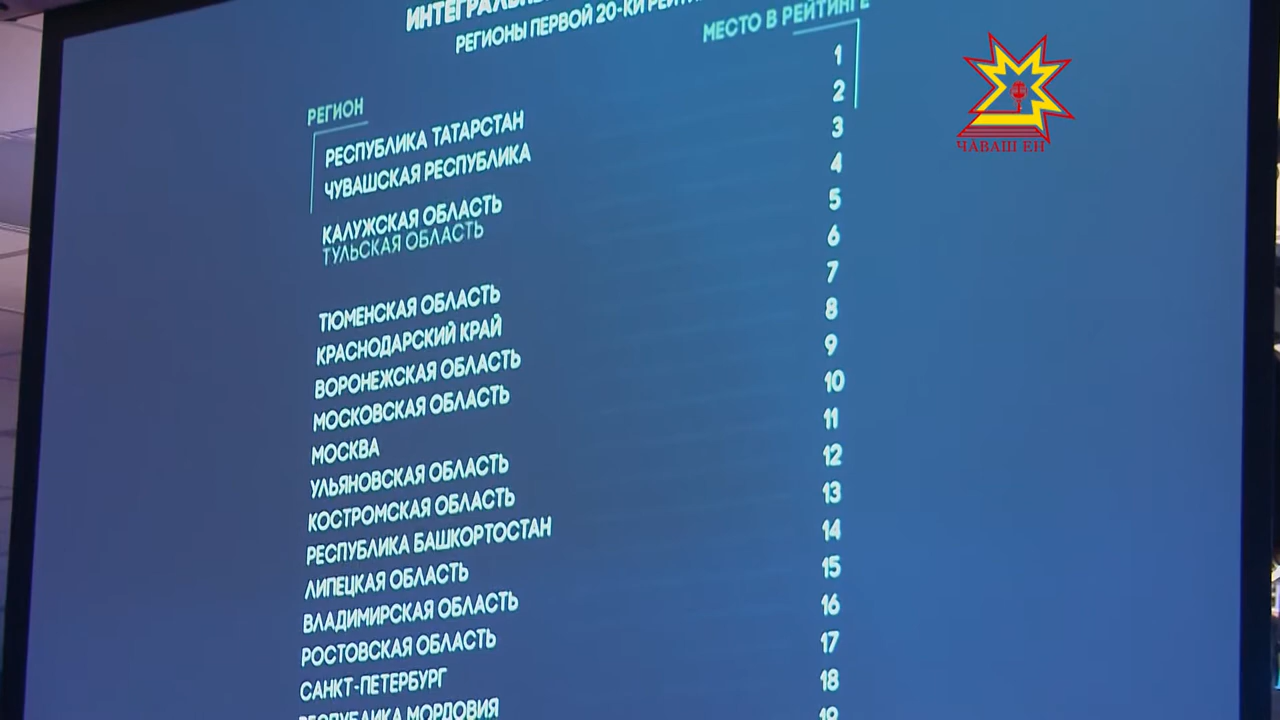 РЕГИОНЫ ПЕРВОЙ 20-КИ
МЕСТО В РЕЙТИНГЕ
РЕГИОН
1
2
РЕСПУБЛИКА ТАТАРСТАН 3
ЧУВАШСКАЯ РЕСПУБЛИКА 4
КАЛУЖСКАЯ ОБЛАСТЬ 5
ТУЛЬСКАЯ ОБЛАСТЬ 6
7
ТЮМЕНСКАЯ ОБЛАСТЬ 8
КРАСНОДАРСКИЙ КРАЙ 9
ВОРОНЕЖСКАЯ ОБЛАСТЬ 10
МОСКОВСКАЯ ОБЛАСТЬ 11
МОСКВА 12
УЛЬЯНОВСКАЯ ОБЛАСТЬ 13
КОСТРОМСКАЯ ОБЛАСТЬ 14
РЕСПУБЛИКА БАШКОРТОСТАН 15
ЛИПЕЦКАЯ ОБЛАСТЬ 16
ВЛАДИМИРСКАЯ ОБЛАСТЬ 17
РОСТОВСКАЯ ОБЛАСТЬ 18
САНКТ-ПЕТЕРБУРГ 19
РЕСПУБЛИКА МОРДОВИЯ
ЧӐВАШ ЕН